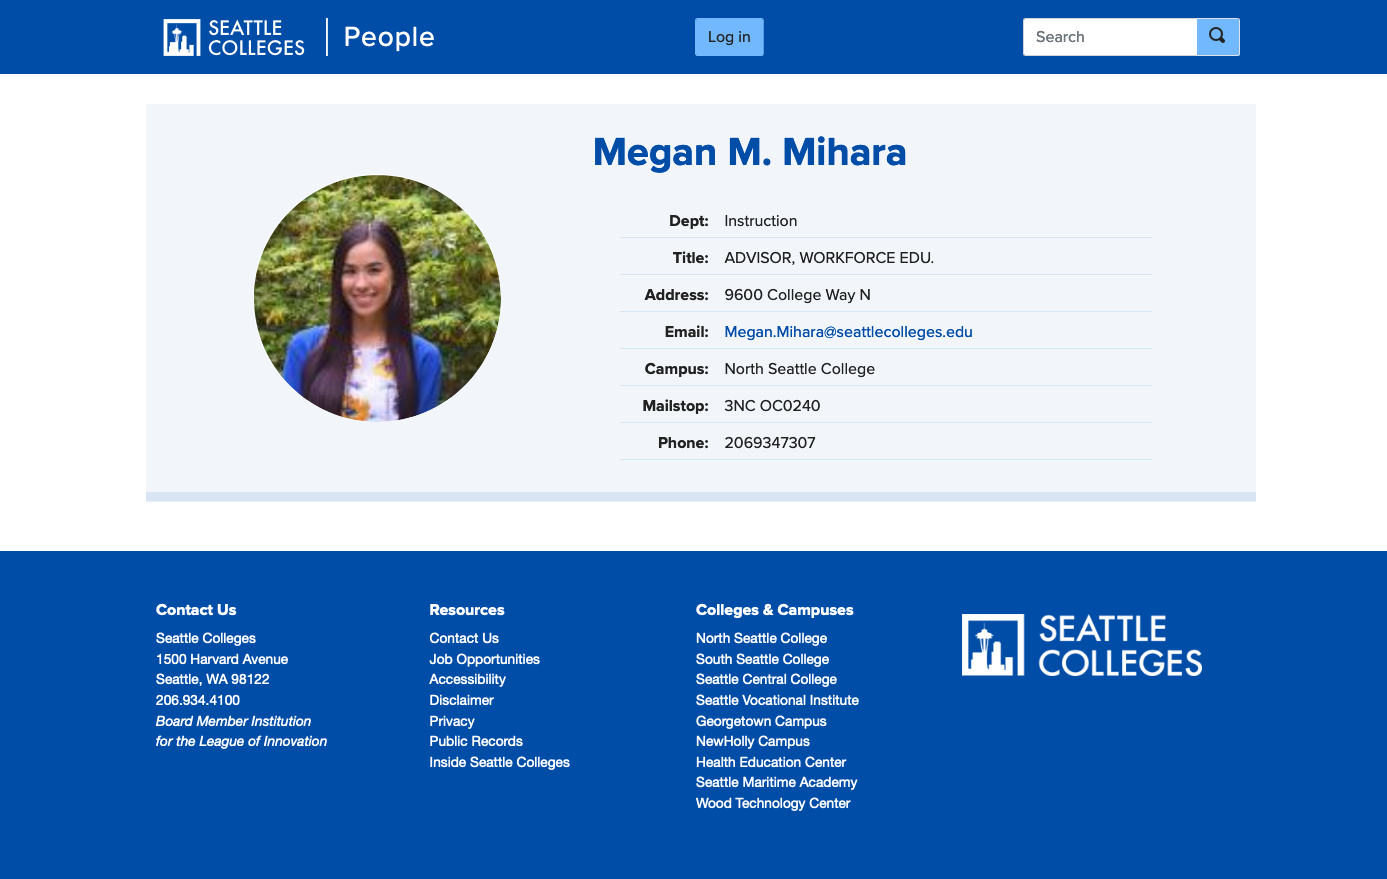 SEATTLE
COLLEGES
People
Log in
Search
Megan M. Mihara
Dept: Instruction
Title: ADVISOR, WORKFORCE EDU.
Address: 9600 College Way N
Email: Megan.Mihara@seattlecolleges.edu
Campus: North Seattle College
Mailstop: 3NC OC0240
Phone: 2069347307
Contact Us
Seattle Colleges
1500 Harvard Avenue
Seattle, WA 98122
206.934.4100
Board Member Institution
for the League of Innovation
Resources
Contact Us
Job Opportunities
Accessibility
Disclaimer
Privacy
Public Records
Inside Seattle Colleges
Colleges & Campuses
North Seattle College
South Seattle College
Seattle Central College
Seattle Vocational Institute
Georgetown Campus
NewHolly Campus
Health Education Center
Seattle Maritime Academy
Wood Technology Center
SEATTLE
COLLEGES